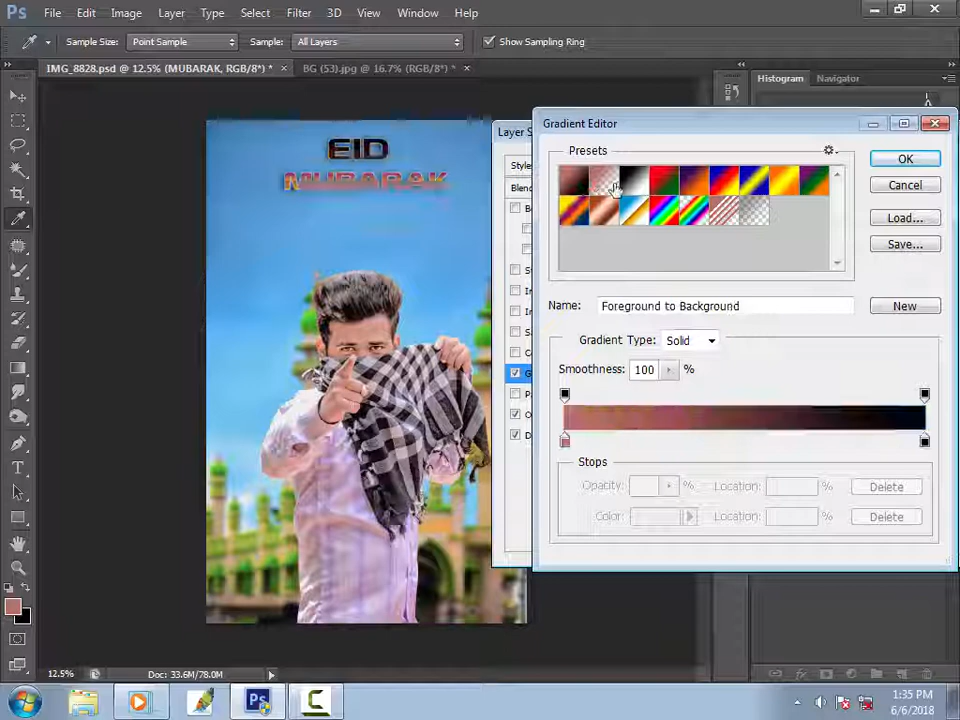 Ps File Edit Image Layer Type Select Filter 3D View Window Help
Sample Size: Point Sample Sample: All Layers Show Sampling Ring
IMG_8828.psd @ 12.5% (MUBARAK, RGB/8*) * × BG (53).jpg @ 16.7% (RGB/8*) * ×
Histogram Navigator
EID
MUBARAK
Layer S
Style
Blend
Gradient Editor
Presets
OK
Cancel
Load...
Save...
Name: Foreground to Background New
Gradient Type: Solid
Smoothness: 100 %
Stops
Opacity: % Location: % Delete
Color: Location: % Delete
12.5% Doc: 33.6M/78.0M
Ps
1:35 PM
6/6/2018